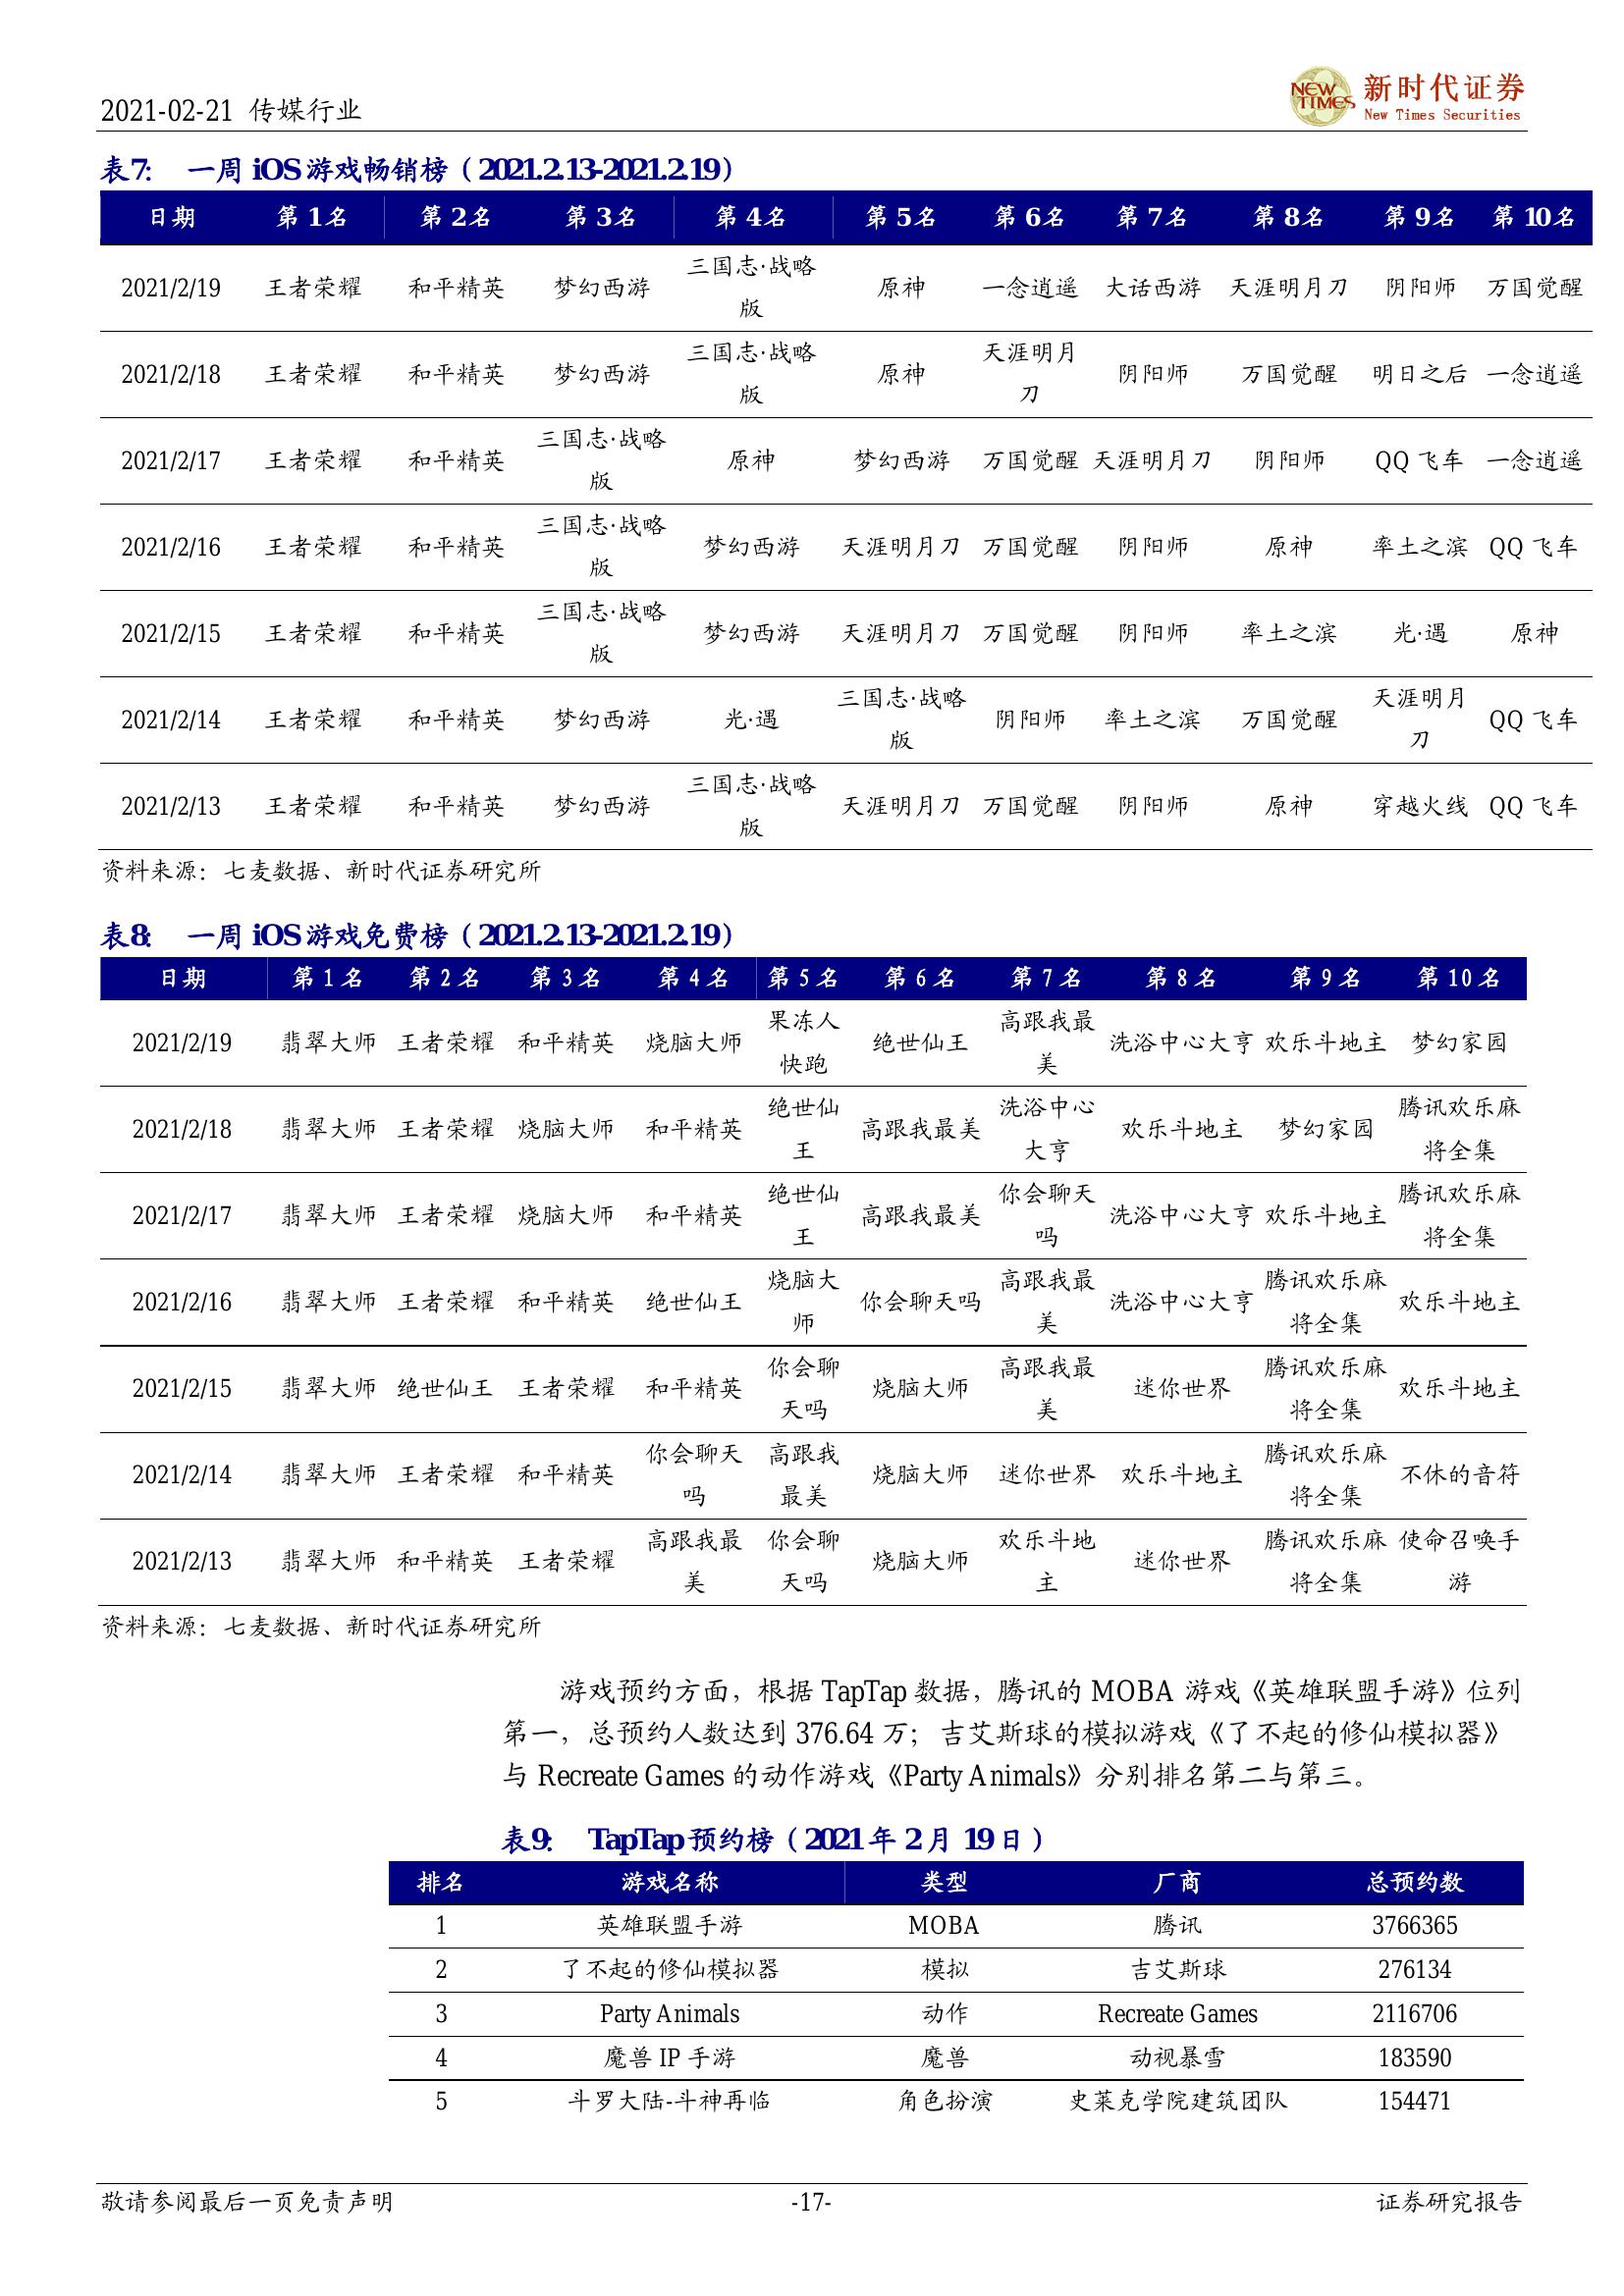 2021-02-21 传媒行业
NEW TIMES 新时代证券
New Times Securities
表7： 一周 iOS 游戏畅销榜（2021.2.13-2021.2.19）
日期 第 1名 第 2名 第 3名 第 4名 第 5名 第 6名 第 7名 第 8名 第 9名 第 10名
2021/2/19 王者荣耀 和平精英 梦幻西游 三国志·战略版 原神 一念逍遥 大话西游 天涯明月刀 阴阳师 万国觉醒
2021/2/18 王者荣耀 和平精英 梦幻西游 三国志·战略版 原神 天涯明月刀 阴阳师 万国觉醒 明日之后 一念逍遥
2021/2/17 王者荣耀 和平精英 三国志·战略版 原神 梦幻西游 万国觉醒 天涯明月刀 阴阳师 QQ 飞车 一念逍遥
2021/2/16 王者荣耀 和平精英 三国志·战略版 梦幻西游 天涯明月刀 万国觉醒 阴阳师 原神 率土之滨 QQ 飞车
2021/2/15 王者荣耀 和平精英 三国志·战略版 梦幻西游 天涯明月刀 万国觉醒 阴阳师 率土之滨 光·遇 原神
2021/2/14 王者荣耀 和平精英 梦幻西游 光·遇 三国志·战略版 阴阳师 率土之滨 万国觉醒 天涯明月刀 QQ 飞车
2021/2/13 王者荣耀 和平精英 梦幻西游 三国志·战略版 天涯明月刀 万国觉醒 阴阳师 原神 穿越火线 QQ 飞车
资料来源：七麦数据、新时代证券研究所
表8： 一周 iOS 游戏免费榜（2021.2.13-2021.2.19）
日期 第 1 名 第 2 名 第 3 名 第 4 名 第 5 名 第 6 名 第 7 名 第 8 名 第 9 名 第 10 名
2021/2/19 翡翠大师 王者荣耀 和平精英 烧脑大师 果冻人快跑 绝世仙王 高跟我最美 洗浴中心大亨 欢乐斗地主 梦幻家园
2021/2/18 翡翠大师 王者荣耀 烧脑大师 和平精英 绝世仙王 高跟我最美 洗浴中心大亨 欢乐斗地主 梦幻家园 腾讯欢乐麻将全集
2021/2/17 翡翠大师 王者荣耀 烧脑大师 和平精英 绝世仙王 高跟我最美 你会聊天吗 洗浴中心大亨 欢乐斗地主 腾讯欢乐麻将全集
2021/2/16 翡翠大师 王者荣耀 和平精英 绝世仙王 烧脑大师 你会聊天吗 高跟我最美 洗浴中心大亨 腾讯欢乐麻将全集 欢乐斗地主
2021/2/15 翡翠大师 绝世仙王 王者荣耀 和平精英 你会聊天吗 烧脑大师 高跟我最美 迷你世界 腾讯欢乐麻将全集 欢乐斗地主
2021/2/14 翡翠大师 王者荣耀 和平精英 你会聊天吗 高跟我最美 烧脑大师 迷你世界 欢乐斗地主 腾讯欢乐麻将全集 不休的音符
2021/2/13 翡翠大师 和平精英 王者荣耀 高跟我最美 你会聊天吗 烧脑大师 欢乐斗地主 迷你世界 腾讯欢乐麻将全集 使命召唤手游
资料来源：七麦数据、新时代证券研究所
游戏预约方面，根据 TapTap 数据，腾讯的 MOBA 游戏《英雄联盟手游》位列
第一，总预约人数达到 376.64 万；吉艾斯球的模拟游戏《了不起的修仙模拟器》
与 Recreate Games 的动作游戏《Party Animals》分别排名第二与第三。
表9： TapTap 预约榜（2021 年 2 月 19 日）
排名 游戏名称 类型 厂商 总预约数
1 英雄联盟手游 MOBA 腾讯 3766365
2 了不起的修仙模拟器 模拟 吉艾斯球 276134
3 Party Animals 动作 Recreate Games 2116706
4 魔兽 IP 手游 魔兽 动视暴雪 183590
5 斗罗大陆-斗神再临 角色扮演 史莱克学院建筑团队 154471
敬请参阅最后一页免责声明 -17- 证券研究报告